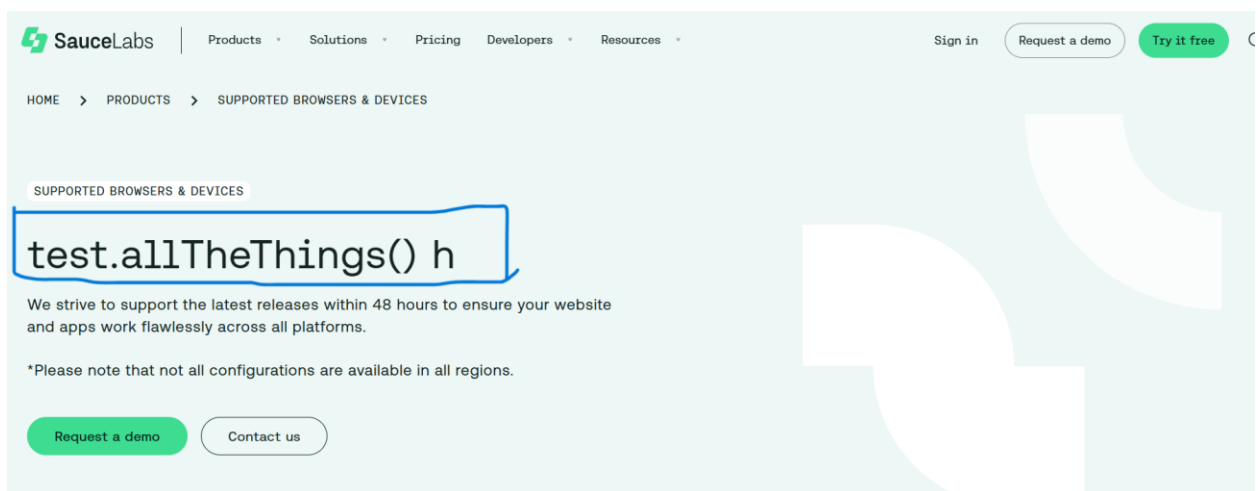 SauceLabs Products Solutions Pricing Developers Resources Sign in Request a demo Try it free
HOME > PRODUCTS > SUPPORTED BROWSERS & DEVICES
SUPPORTED BROWSERS & DEVICES
test.allTheThings() h
We strive to support the latest releases within 48 hours to ensure your website
and apps work flawlessly across all platforms.
*Please note that not all configurations are available in all regions.
Request a demo Contact us